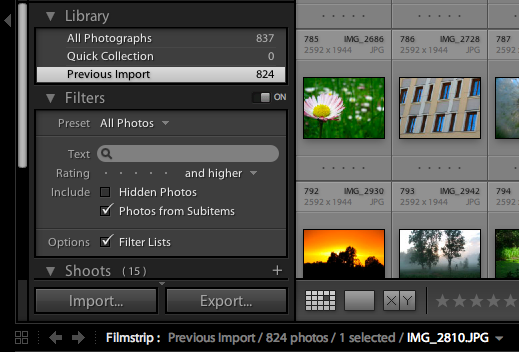 Library
All Photographs 837
Quick Collection 0
Previous Import 824
Filters ON
Preset All Photos
Text
Rating and higher
Include Hidden Photos
Photos from Subitems
Options Filter Lists
Shoots (15)
Import... Export...
785 IMG_2686
2592 x 1944 JPG
786 IMG_2728
2592 x 1944 JPG
787
2592 x 1944
792 IMG_2930
2592 x 1944 JPG
793 IMG_2942
2592 x 1944 JPG
794
2592 x 1944
X Y
Filmstrip : Previous Import / 824 photos / 1 selected / IMG_2810.JPG